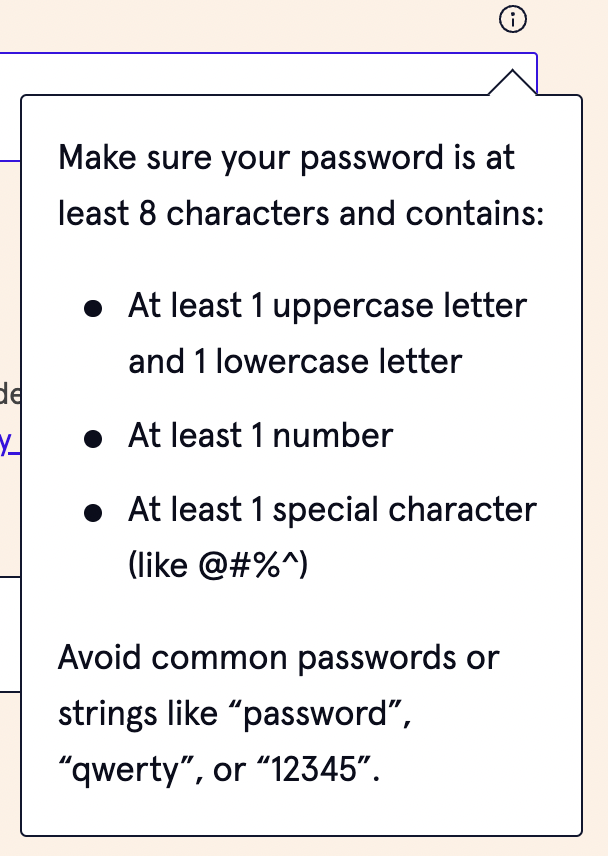 Make sure your password is at
least 8 characters and contains:
● At least 1 uppercase letter
and 1 lowercase letter
● At least 1 number
● At least 1 special character
(like @#%^)
Avoid common passwords or
strings like “password”,
“qwerty”, or “12345”.